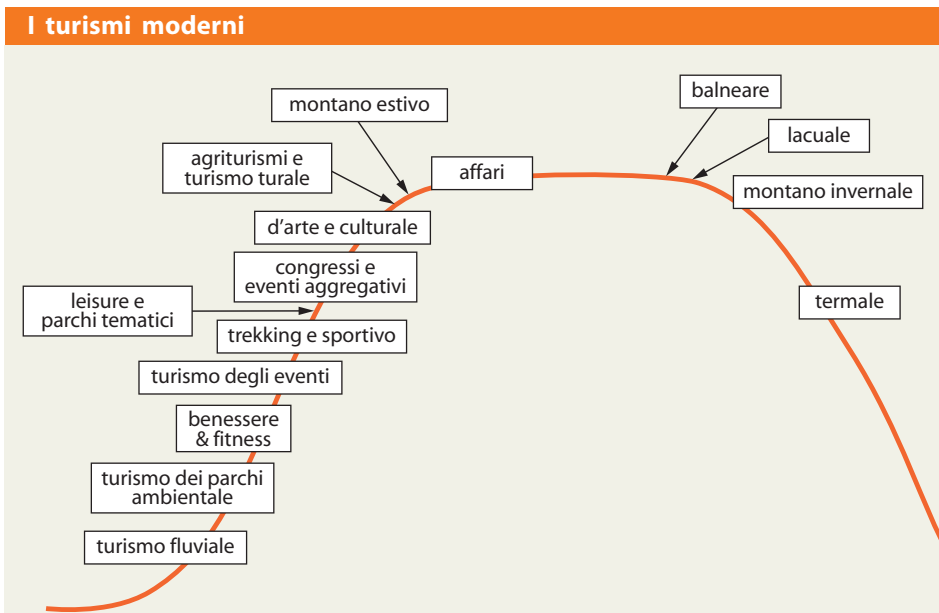 I turismi moderni
montano estivo
balneare
lacuale
agriturismi e
turismo turale
affari
montano invernale
d'arte e culturale
congressi e
eventi aggregativi
leisure e
parchi tematici
termale
trekking e sportivo
turismo degli eventi
benessere
& fitness
turismo dei parchi
ambientale
turismo fluviale